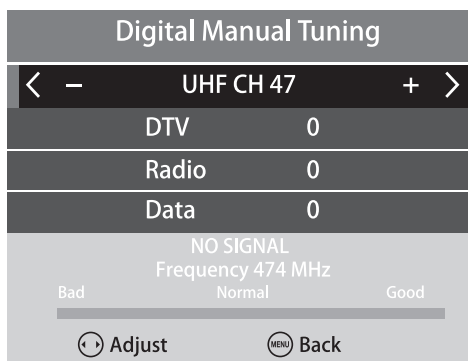 Digital Manual Tuning
< − UHF CH 47 + >
DTV 0
Radio 0
Data 0
NO SIGNAL
Frequency 474 MHz
Bad Normal Good
Adjust MENU Back